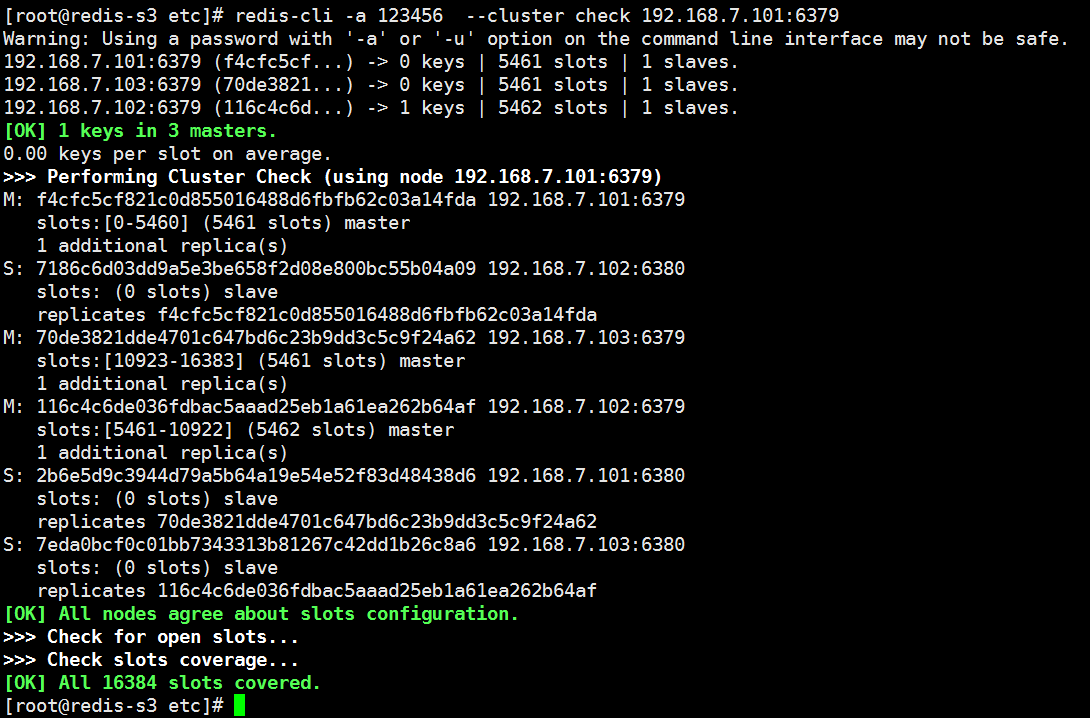 [root@redis-s3 etc]# redis-cli -a 123456  --cluster check 192.168.7.101:6379
Warning: Using a password with '-a' or '-u' option on the command line interface may not be safe.
192.168.7.101:6379 (f4cfc5cf...) -> 0 keys | 5461 slots | 1 slaves.
192.168.7.103:6379 (70de3821...) -> 0 keys | 5461 slots | 1 slaves.
192.168.7.102:6379 (116c4c6d...) -> 1 keys | 5462 slots | 1 slaves.
[OK] 1 keys in 3 masters.
0.00 keys per slot on average.
>>> Performing Cluster Check (using node 192.168.7.101:6379)
M: f4cfc5cf821c0d855016488d6fbfb62c03a14fda 192.168.7.101:6379
   slots:[0-5460] (5461 slots) master
   1 additional replica(s)
S: 7186c6d03dd9a5e3be658f2d08e800bc55b04a09 192.168.7.102:6380
   slots: (0 slots) slave
   replicates f4cfc5cf821c0d855016488d6fbfb62c03a14fda
M: 70de3821dde4701c647bd6c23b9dd3c5c9f24a62 192.168.7.103:6379
   slots:[10923-16383] (5461 slots) master
   1 additional replica(s)
M: 116c4c6de036fdbac5aaad25eb1a61ea262b64af 192.168.7.102:6379
   slots:[5461-10922] (5462 slots) master
   1 additional replica(s)
S: 2b6e5d9c3944d79a5b64a19e54e52f83d48438d6 192.168.7.101:6380
   slots: (0 slots) slave
   replicates 70de3821dde4701c647bd6c23b9dd3c5c9f24a62
S: 7eda0bcf0c01bb7343313b81267c42dd1b26c8a6 192.168.7.103:6380
   slots: (0 slots) slave
   replicates 116c4c6de036fdbac5aaad25eb1a61ea262b64af
[OK] All nodes agree about slots configuration.
>>> Check for open slots...
>>> Check slots coverage...
[OK] All 16384 slots covered.
[root@redis-s3 etc]#